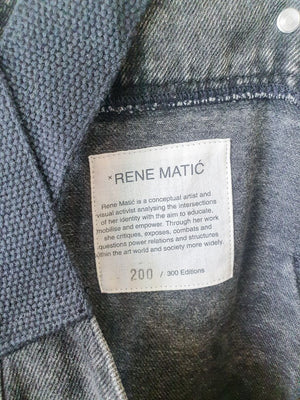 *RENE MATIĆ
Rene Matić is a conceptual artist and
visual activist analysing the intersections
of her identity with the aim to educate,
mobilise and empower. Through her work
she critiques, exposes, combats and
questions power relations and structures
within the art world and society more widely.
200 / 300 Editions